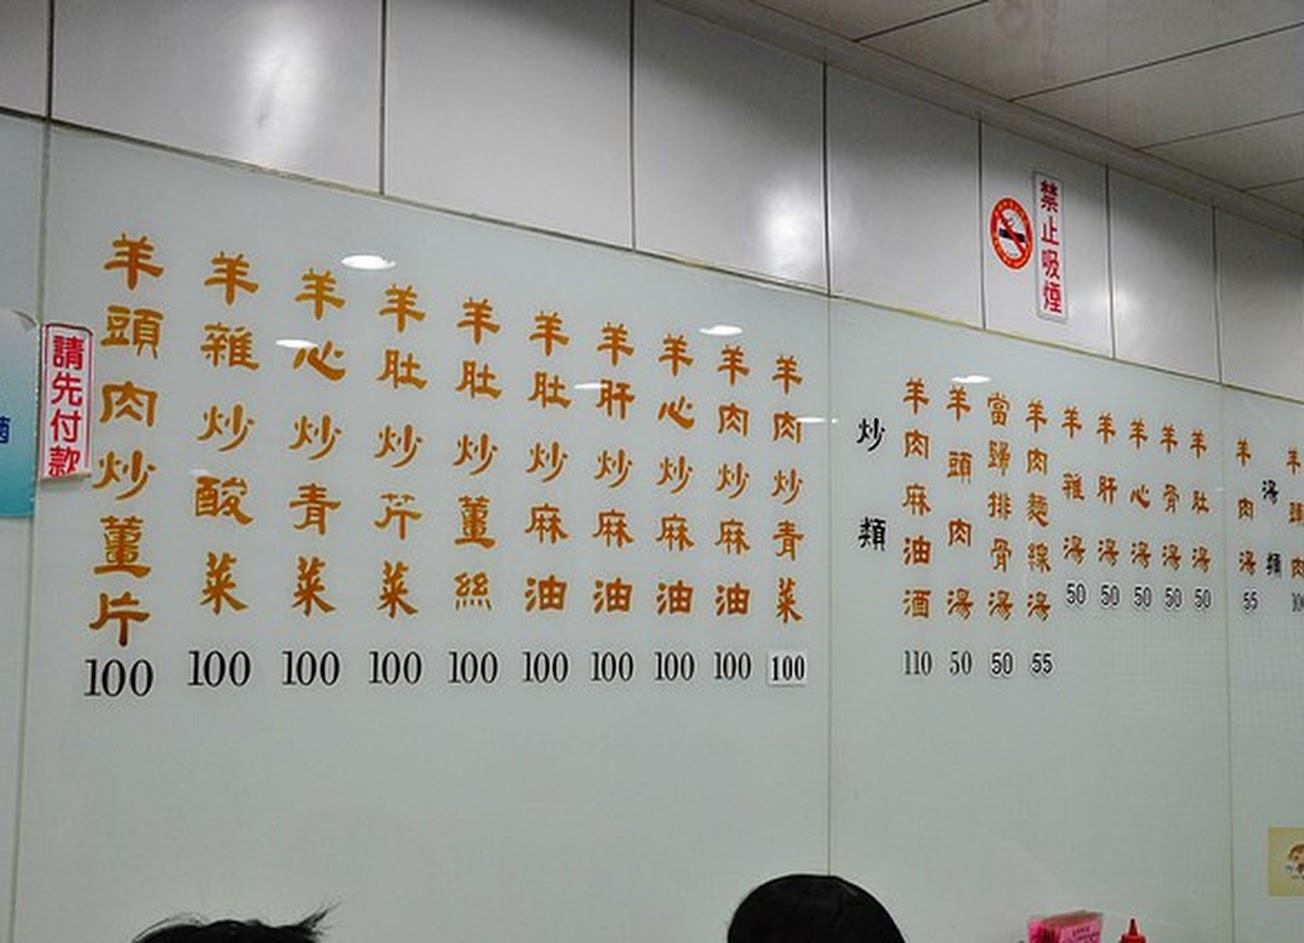 禁止吸煙
羊頭肉
湯類
羊肉湯 55
羊肚湯 50
羊骨湯 50
羊心湯 50
羊肝湯 50
羊雜湯 50
羊肉麵線湯 55
當歸排骨湯 50
羊頭肉湯 50
羊肉麻油酒 110
炒類
羊肉炒青菜 100
羊肉炒麻油 100
羊心炒麻油 100
羊肝炒麻油 100
羊肚炒麻油 100
羊肚炒薑絲 100
羊肚炒芹菜 100
羊心炒青菜 100
羊雜炒酸菜 100
羊頭肉炒薑片 100
請先付款